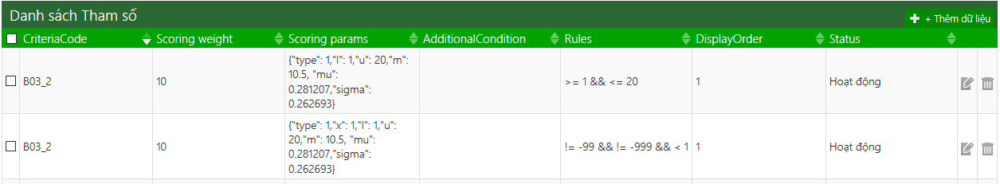 Danh sách Tham số
+ Thêm dữ liệu
CriteriaCode Scoring weight Scoring params AdditionalCondition Rules DisplayOrder Status
B03_2 10 {"type": 1,"l": 1,"u": 20,"m":
10.5, "mu":
0.281207,"sigma":
0.262693} >= 1 && <= 20 1 Hoạt động
B03_2 10 {"type": 1,"x": 1,"l": 1,"u":
20,"m": 10.5, "mu":
0.281207,"sigma":
0.262693} != -99 && != -999 && < 1 1 Hoạt động